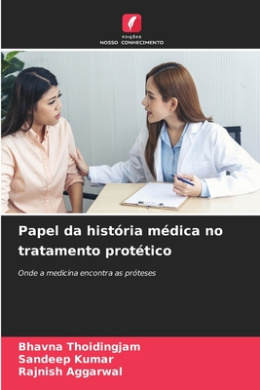 edições
NOSSO CONHECIMENTO
Papel da história médica no
tratamento protético
Onde a medicina encontra as próteses
Bhavna Thoidingjam
Sandeep Kumar
Rajnish Aggarwal